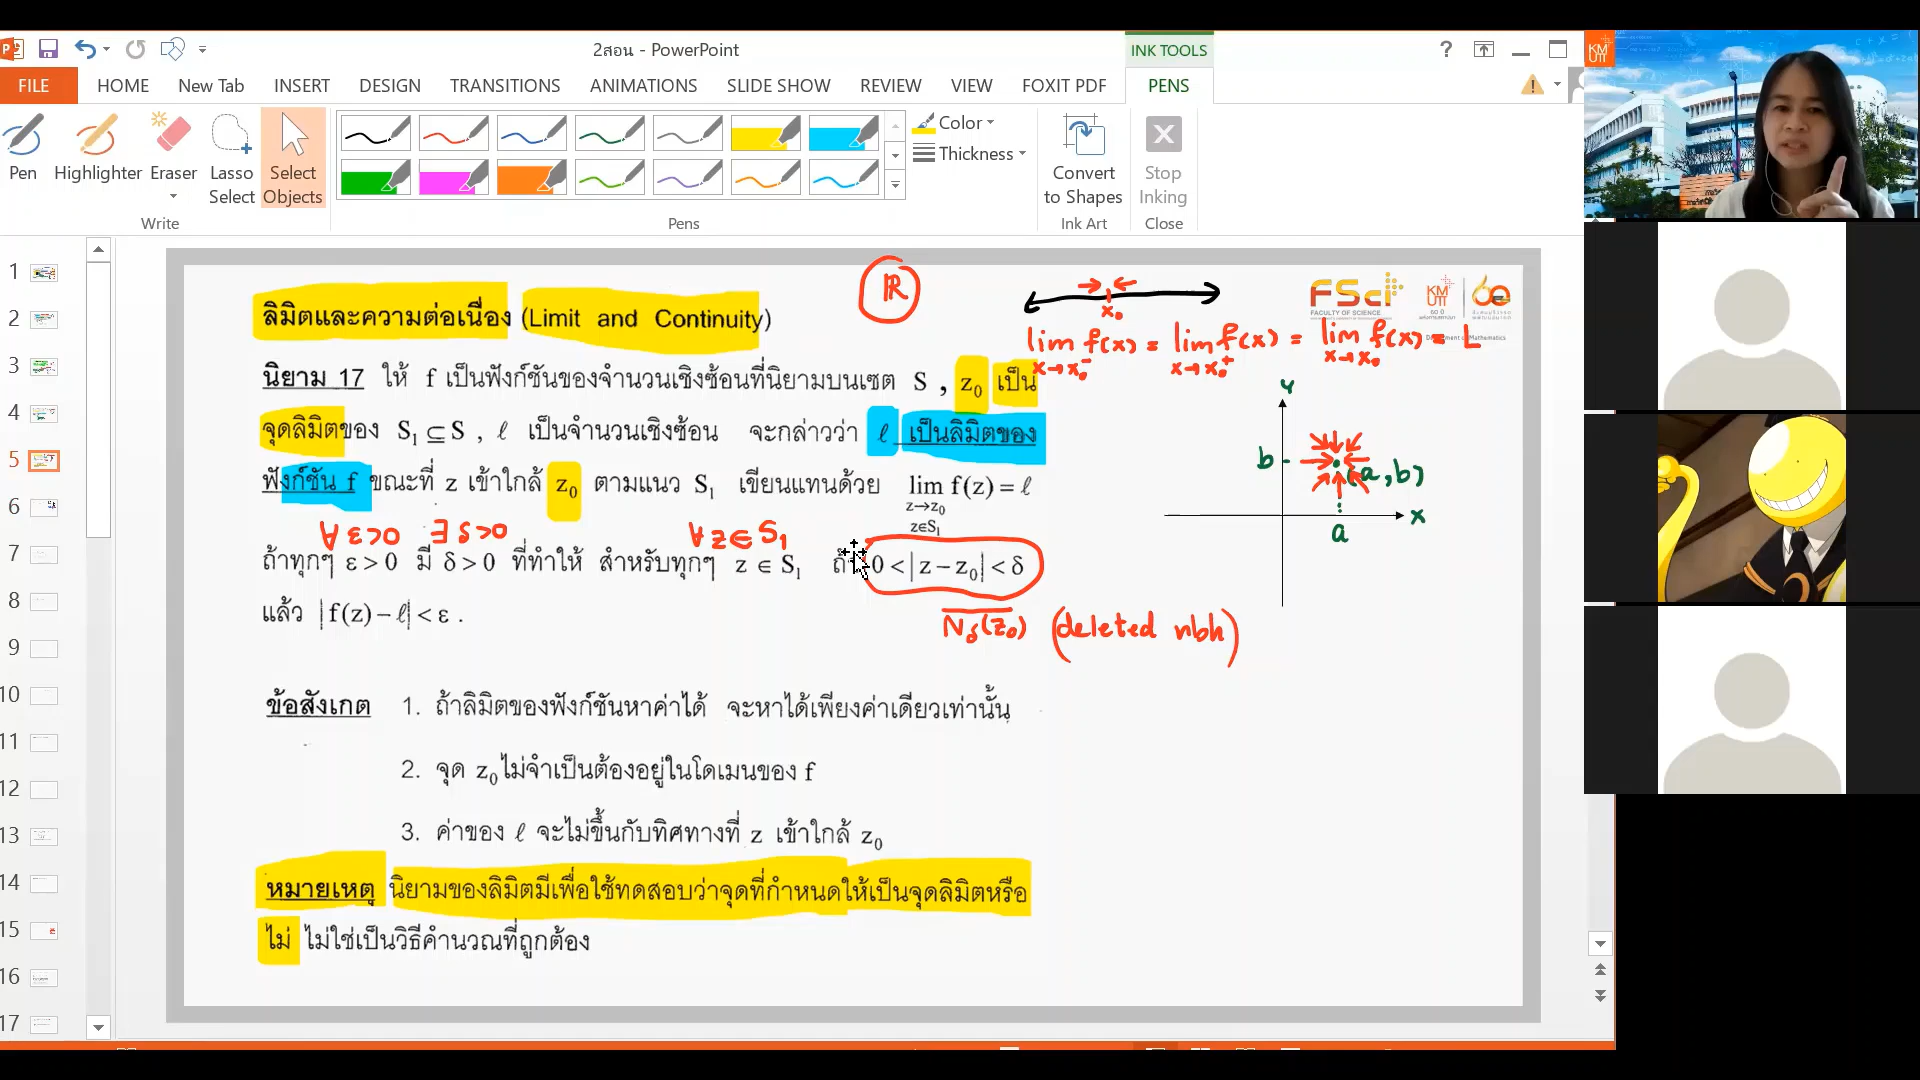 2สอน - PowerPoint
INK TOOLS
FILE HOME New Tab INSERT DESIGN TRANSITIONS ANIMATIONS SLIDE SHOW REVIEW VIEW FOXIT PDF PENS
Pen Highlighter Eraser Lasso Select Select Objects
Color
Thickness
Convert to Shapes
Stop Inking
Write Pens Ink Art Close
KMUTT
1
2
3
4
5
6
7
8
9
10
11
12
13
14
15
16
17
ℝ
x₀
FSci
FACULTY OF SCIENCE
KMUTT
Department of Mathematics
lim f(x) = lim f(x) = lim f(x) = L
x→x₀⁻ x→x₀⁺ x→x₀
ลิมิตและความต่อเนื่อง (Limit and Continuity)
นิยาม 17 ให้ f เป็นฟังก์ชันของจำนวนเชิงซ้อนที่นิยามบนเซต S , z₀ เป็น
จุดลิมิตของ S₁ ⊆ S , ℓ เป็นจำนวนเชิงซ้อน จะกล่าวว่า ℓ เป็นลิมิตของ
ฟังก์ชัน f ขณะที่ z เข้าใกล้ z₀ ตามแนว S₁ เขียนแทนด้วย lim f(z) = ℓ
z→z₀
z∈S₁
∀ ε>0 ∃ δ>0 ∀ z ∈ S₁
ถ้าทุกๆ ε > 0 มี δ > 0 ที่ทำให้ สำหรับทุกๆ z ∈ S₁ ถ้า 0 < | z − z₀| < δ
แล้ว |f(z) − ℓ| < ε .
N̅δ(z₀) (deleted nbh)
y
b
(a,b)
x
a
ข้อสังเกต 1. ถ้าลิมิตของฟังก์ชันหาค่าได้ จะหาได้เพียงค่าเดียวเท่านั้น
2. จุด z₀ ไม่จำเป็นต้องอยู่ในโดเมนของ f
3. ค่าของ ℓ จะไม่ขึ้นกับทิศทางที่ z เข้าใกล้ z₀
หมายเหตุ นิยามของลิมิตมีเพื่อใช้ทดสอบว่าจุดที่กำหนดให้เป็นจุดลิมิตหรือ
ไม่ ไม่ใช่เป็นวิธีคำนวณที่ถูกต้อง